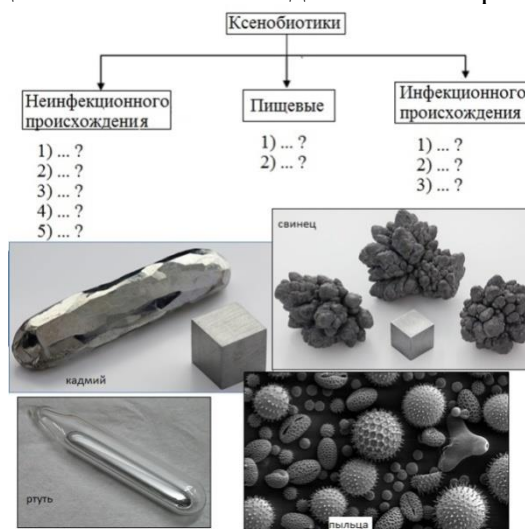 Ксенобиотики
Неинфекционного
происхождения
1) ... ?
2) ... ?
3) ... ?
4) ... ?
5) ... ?
Пищевые
1) ... ?
2) ... ?
Инфекционного
происхождения
1) ... ?
2) ... ?
3) ... ?
кадмий
свинец
ртуть
пыльца